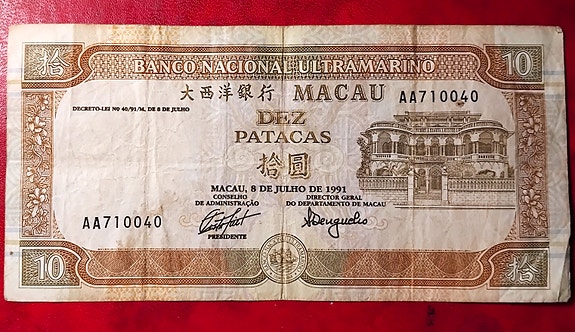 拾 BANCO NACIONAL ULTRAMARINO 10
大西洋銀行 MACAU AA710040
DECRETO-LEI Nº 40/91/M, DE 8 DE JULHO
DEZ
PATACAS
拾圓
MACAU, 8 DE JULHO DE 1991
CONSELHO DE ADMINISTRAÇÃO
DIRECTOR GERAL DO DEPARTAMENTO DE MACAU
AA710040
PRESIDENTE
10 拾